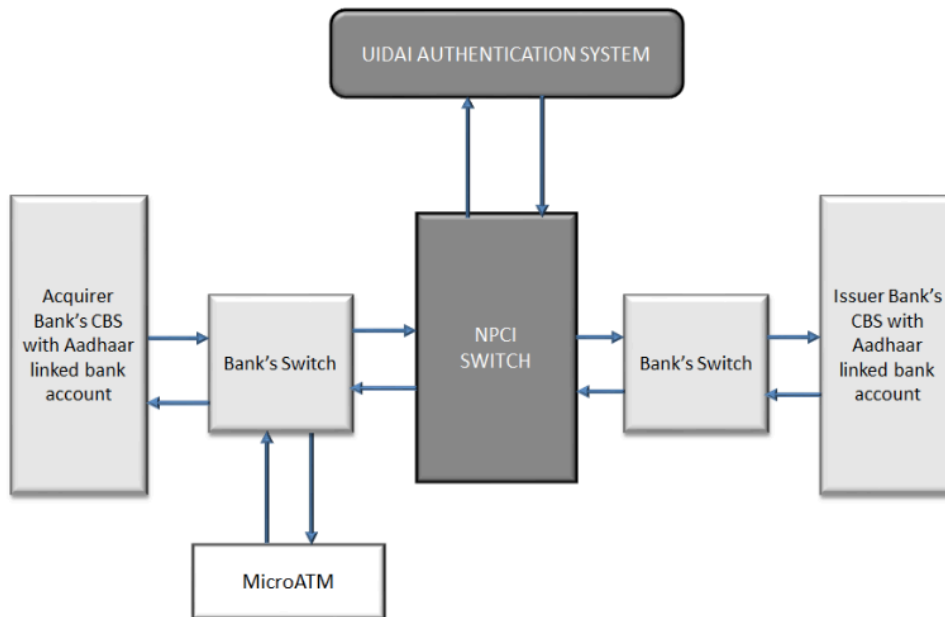 UIDAI AUTHENTICATION SYSTEM
Acquirer
Bank's CBS
with Aadhaar
linked bank
account
Bank's Switch
NPCI
SWITCH
Bank's Switch
Issuer Bank's
CBS with
Aadhaar
linked bank
account
MicroATM